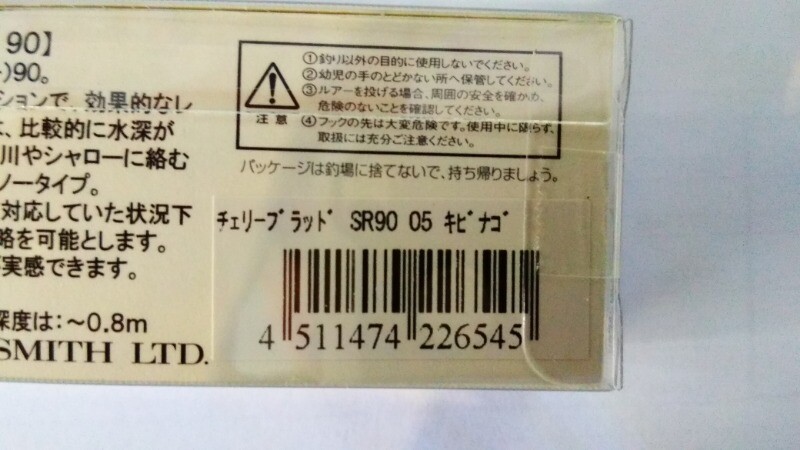 90】
)90。
ションで、効果的なし
、比較的に水深が
川やシャローに絡む
ノータイプ。
対応していた状況下
略を可能とします。
実感できます。
深度は:〜0.8m
SMITH LTD.
注意
①釣り以外の目的に使用しないでください。
②幼児の手のとどかない所へ保管してください。
③ルアーを投げる場合、周囲の安全を確かめ、
危険のないことを確認してください。
④フックの先は大変危険です。使用中に限らず、
取扱には充分ご注意ください。
パッケージは釣場に捨てないで、持ち帰りましょう。
チェリーブラッド SR90 05 キビナゴ
4 511474 226545